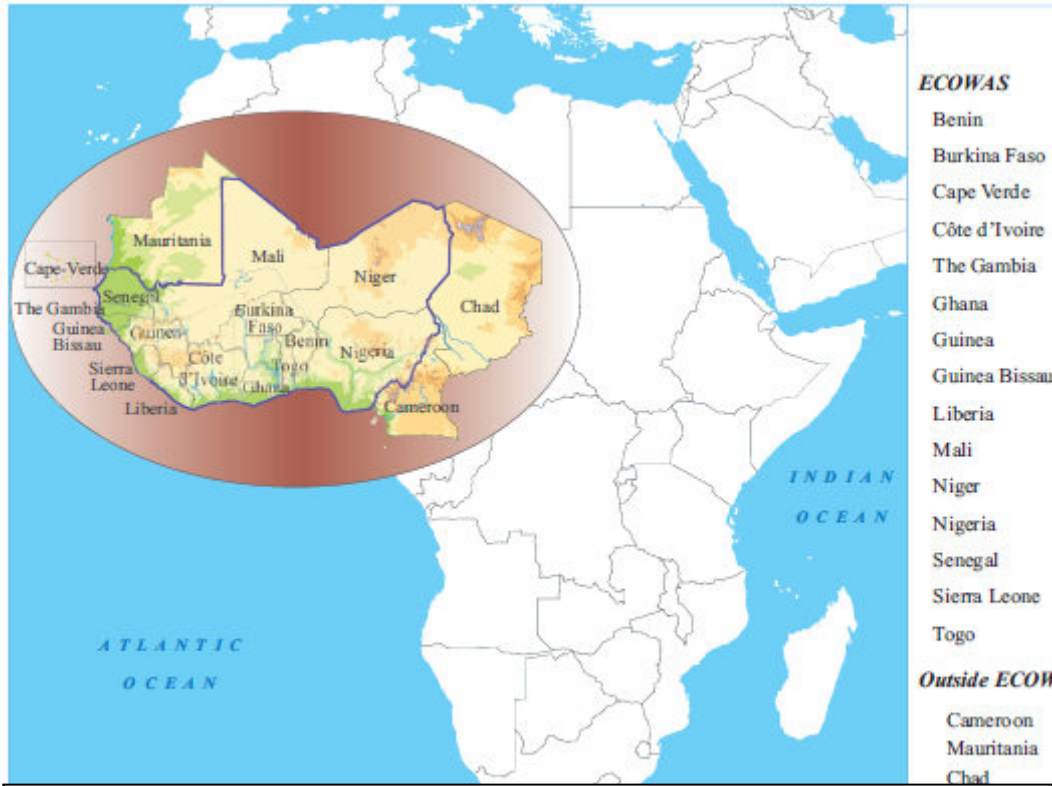 Mauritania
Mali
Niger
Chad
Cape-Verde
Senegal
The Gambia
Guinea
Bissau
Guinea
Burkina
Faso
Benin
Nigeria
Sierra
Leone
Côte
d'Ivoire
Togo
Ghana
Liberia
Cameroon
INDIAN
OCEAN
ATLANTIC
OCEAN
ECOWAS
Benin
Burkina Faso
Cape Verde
Côte d'Ivoire
The Gambia
Ghana
Guinea
Guinea Bissau
Liberia
Mali
Niger
Nigeria
Senegal
Sierra Leone
Togo
Outside ECOW
Cameroon
Mauritania
Chad